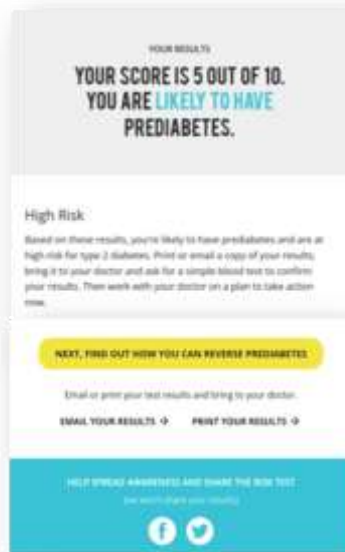 YOUR RESULTS
YOUR SCORE IS 5 OUT OF 10.
YOU ARE LIKELY TO HAVE
PREDIABETES.
High Risk
Based on these results, you're likely to have prediabetes and are at
high risk for type 2 diabetes. Print or email a copy of your results,
bring it to your doctor and ask for a simple blood test to confirm
your results. Then work with your doctor on a plan to take action
now.
NEXT, FIND OUT HOW YOU CAN REVERSE PREDIABETES
Email or print your test results and bring to your doctor.
EMAIL YOUR RESULTS → PRINT YOUR RESULTS →
HELP SPREAD AWARENESS AND SHARE THE RISK TEST
(we won't share your results)